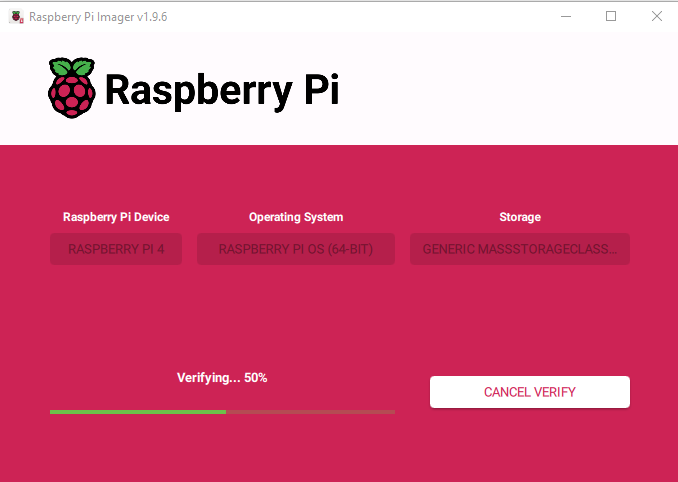 Raspberry Pi Imager v1.9.6
Raspberry Pi
Raspberry Pi Device
Operating System
Storage
RASPBERRY PI 4
RASPBERRY PI OS (64-BIT)
GENERIC MASSSTORAGECLASS...
Verifying... 50%
CANCEL VERIFY